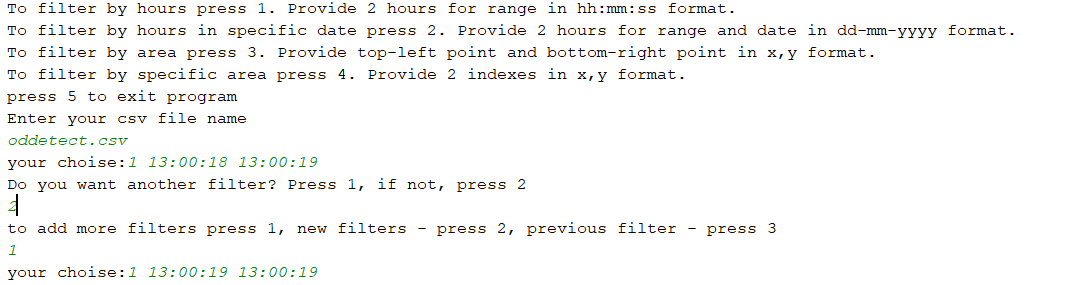 To filter by hours press 1. Provide 2 hours for range in hh:mm:ss format.
To filter by hours in specific date press 2. Provide 2 hours for range and date in dd-mm-yyyy format.
To filter by area press 3. Provide top-left point and bottom-right point in x,y format.
To filter by specific area press 4. Provide 2 indexes in x,y format.
press 5 to exit program
Enter your csv file name
oddetect.csv
your choise:1 13:00:18 13:00:19
Do you want another filter? Press 1, if not, press 2
2
to add more filters press 1, new filters - press 2, previous filter - press 3
1
your choise:1 13:00:19 13:00:19